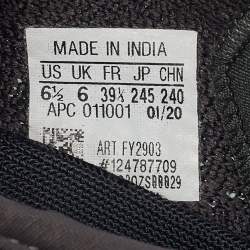 MADE IN INDIA
US UK FR JP CHN
6½ 6 39⅓ 245 240
APC 011001 01/20
ART FY2903
#124787709